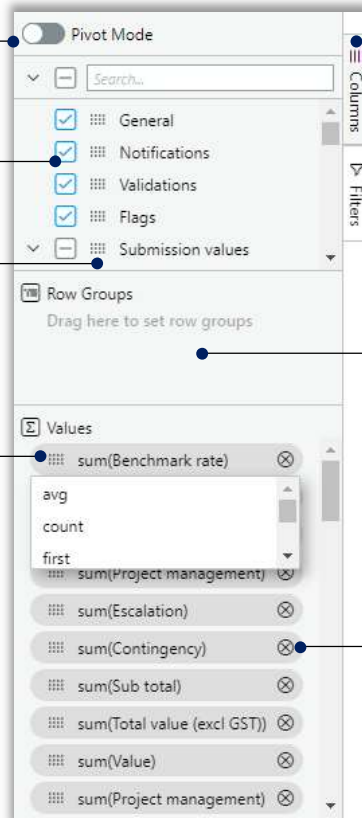 Pivot Mode
Search...
General
Notifications
Validations
Flags
Submission values
Columns
Filters
Row Groups
Drag here to set row groups
Values
sum(Benchmark rate)
avg
count
first
sum(Project management)
sum(Escalation)
sum(Contingency)
sum(Sub total)
sum(Total value (excl GST))
sum(Value)
sum(Project management)